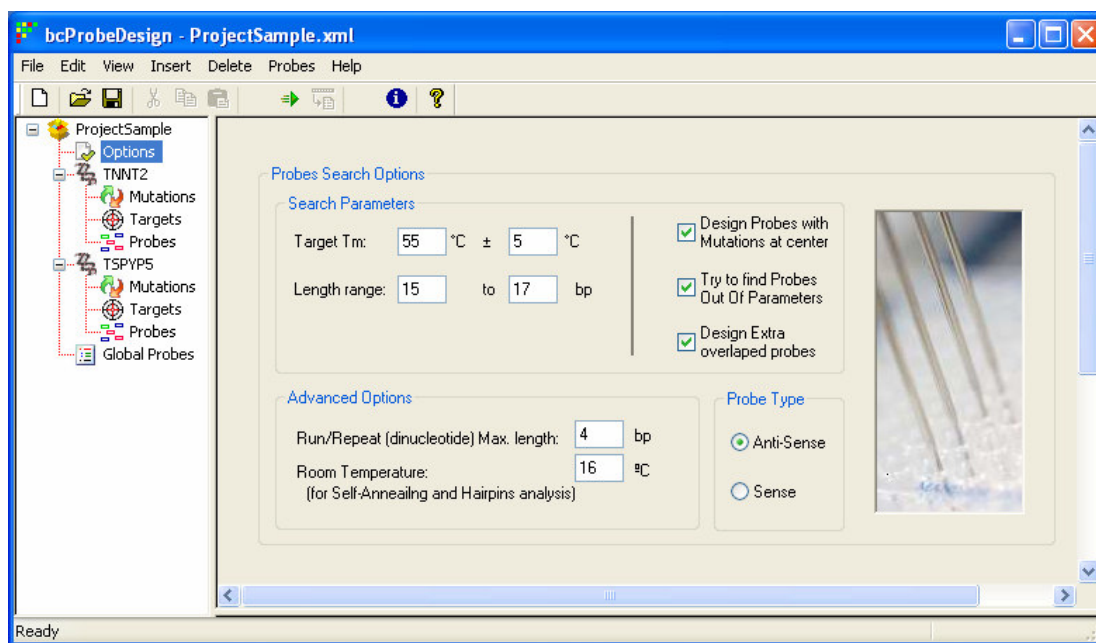 bcProbeDesign - ProjectSample.xml
File Edit View Insert Delete Probes Help
ProjectSample
Options
TNNT2
Mutations
Targets
Probes
TSPYP5
Mutations
Targets
Probes
Global Probes
Probes Search Options
Search Parameters
Target Tm: 55 °C ± 5 °C
Length range: 15 to 17 bp
Design Probes with
Mutations at center
Try to find Probes
Out Of Parameters
Design Extra
overlaped probes
Advanced Options
Run/Repeat (dinucleotide) Max. length: 4 bp
Room Temperature: 16 ºC
(for Self-Anneailng and Hairpins analysis)
Probe Type
Anti-Sense
Sense
Ready